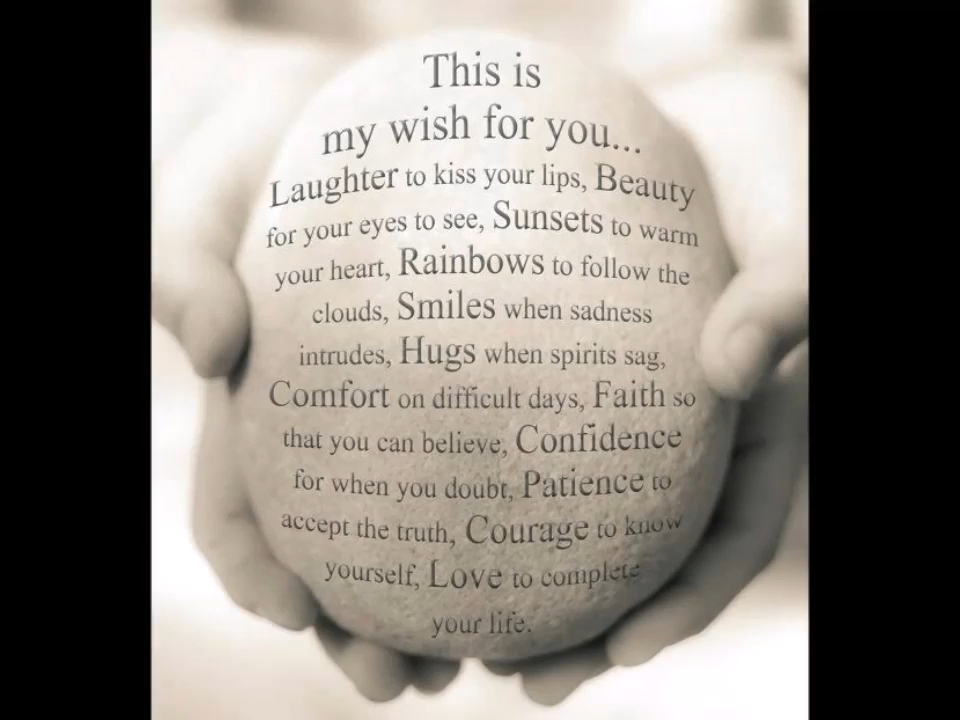 This is
my wish for you...
Laughter to kiss your lips, Beauty
for your eyes to see, Sunsets to warm
your heart, Rainbows to follow the
clouds, Smiles when sadness
intrudes, Hugs when spirits sag,
Comfort on difficult days, Faith so
that you can believe, Confidence
for when you doubt, Patience to
accept the truth, Courage to know
yourself, Love to complete
your life.